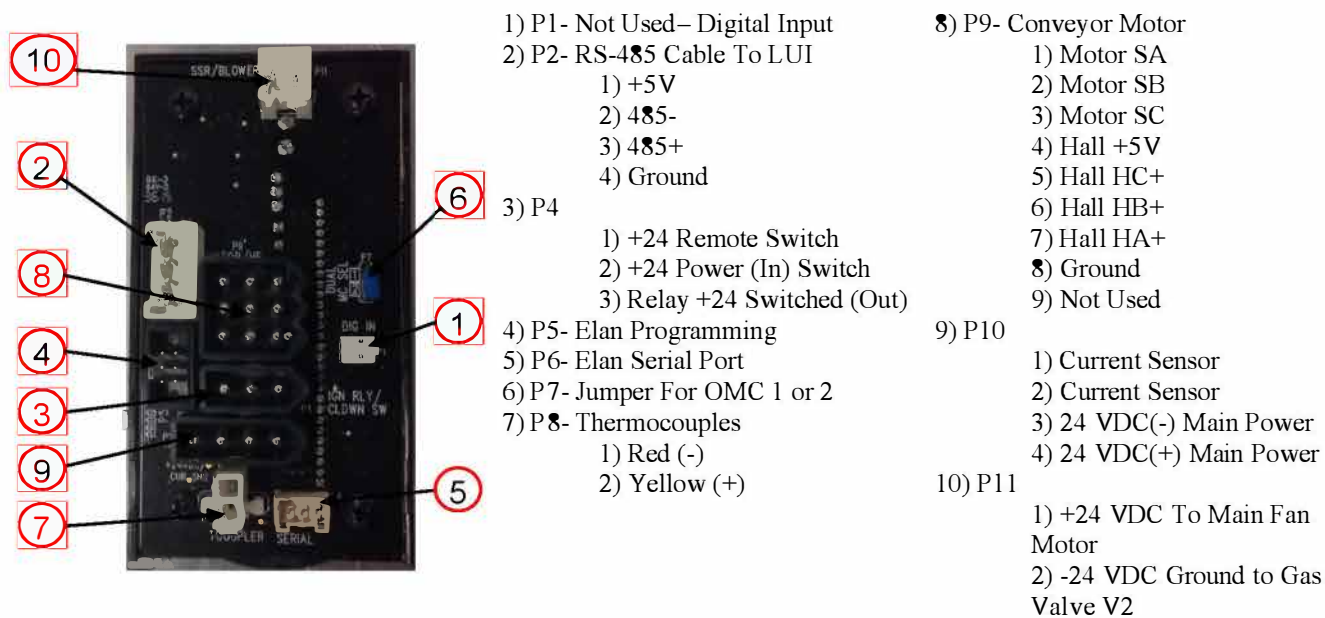 10
SSR/BLOWER
P11
2
6
8
DUAL
MC SEL
P7
1
DIG IN
4
3
IGN RLY/
CLDWN SW
9
5
7
SERIAL
1) P1- Not Used– Digital Input
2) P2- RS-485 Cable To LUI
1) +5V
2) 485-
3) 485+
4) Ground
3) P4
1) +24 Remote Switch
2) +24 Power (In) Switch
3) Relay +24 Switched (Out)
4) P5- Elan Programming
5) P6- Elan Serial Port
6) P7- Jumper For OMC 1 or 2
7) P8- Thermocouples
1) Red (-)
2) Yellow (+)
8) P9- Conveyor Motor
1) Motor SA
2) Motor SB
3) Motor SC
4) Hall +5V
5) Hall HC+
6) Hall HB+
7) Hall HA+
8) Ground
9) Not Used
9) P10
1) Current Sensor
2) Current Sensor
3) 24 VDC(-) Main Power
4) 24 VDC(+) Main Power
10) P11
1) +24 VDC To Main Fan
Motor
2) -24 VDC Ground to Gas
Valve V2